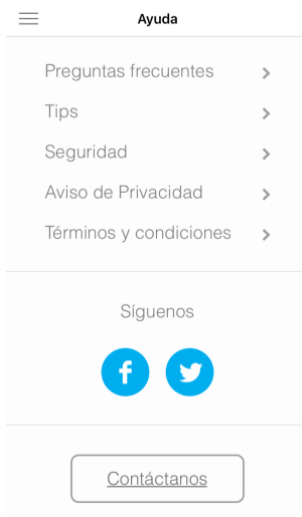 Ayuda
Preguntas frecuentes
Tips
Seguridad
Aviso de Privacidad
Términos y condiciones
Síguenos
Contáctanos